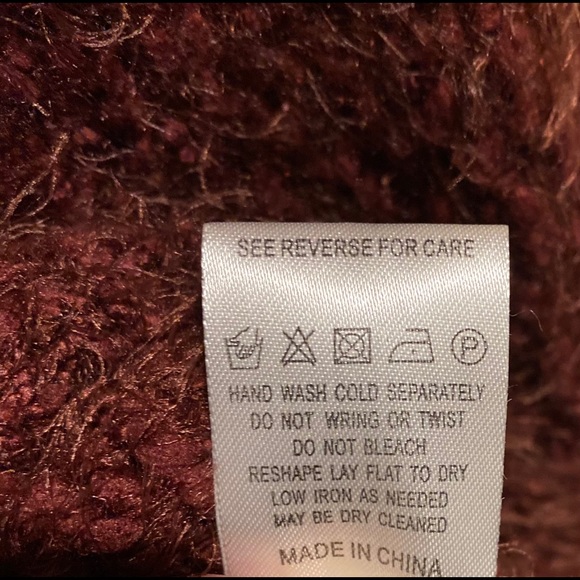 SEE REVERSE FOR CARE
P
HAND WASH COLD SEPARATELY
DO NOT WRING OR TWIST
DO NOT BLEACH
RESHAPE LAY FLAT TO DRY
LOW IRON AS NEEDED
MAY BE DRY CLEANED
MADE IN CHINA